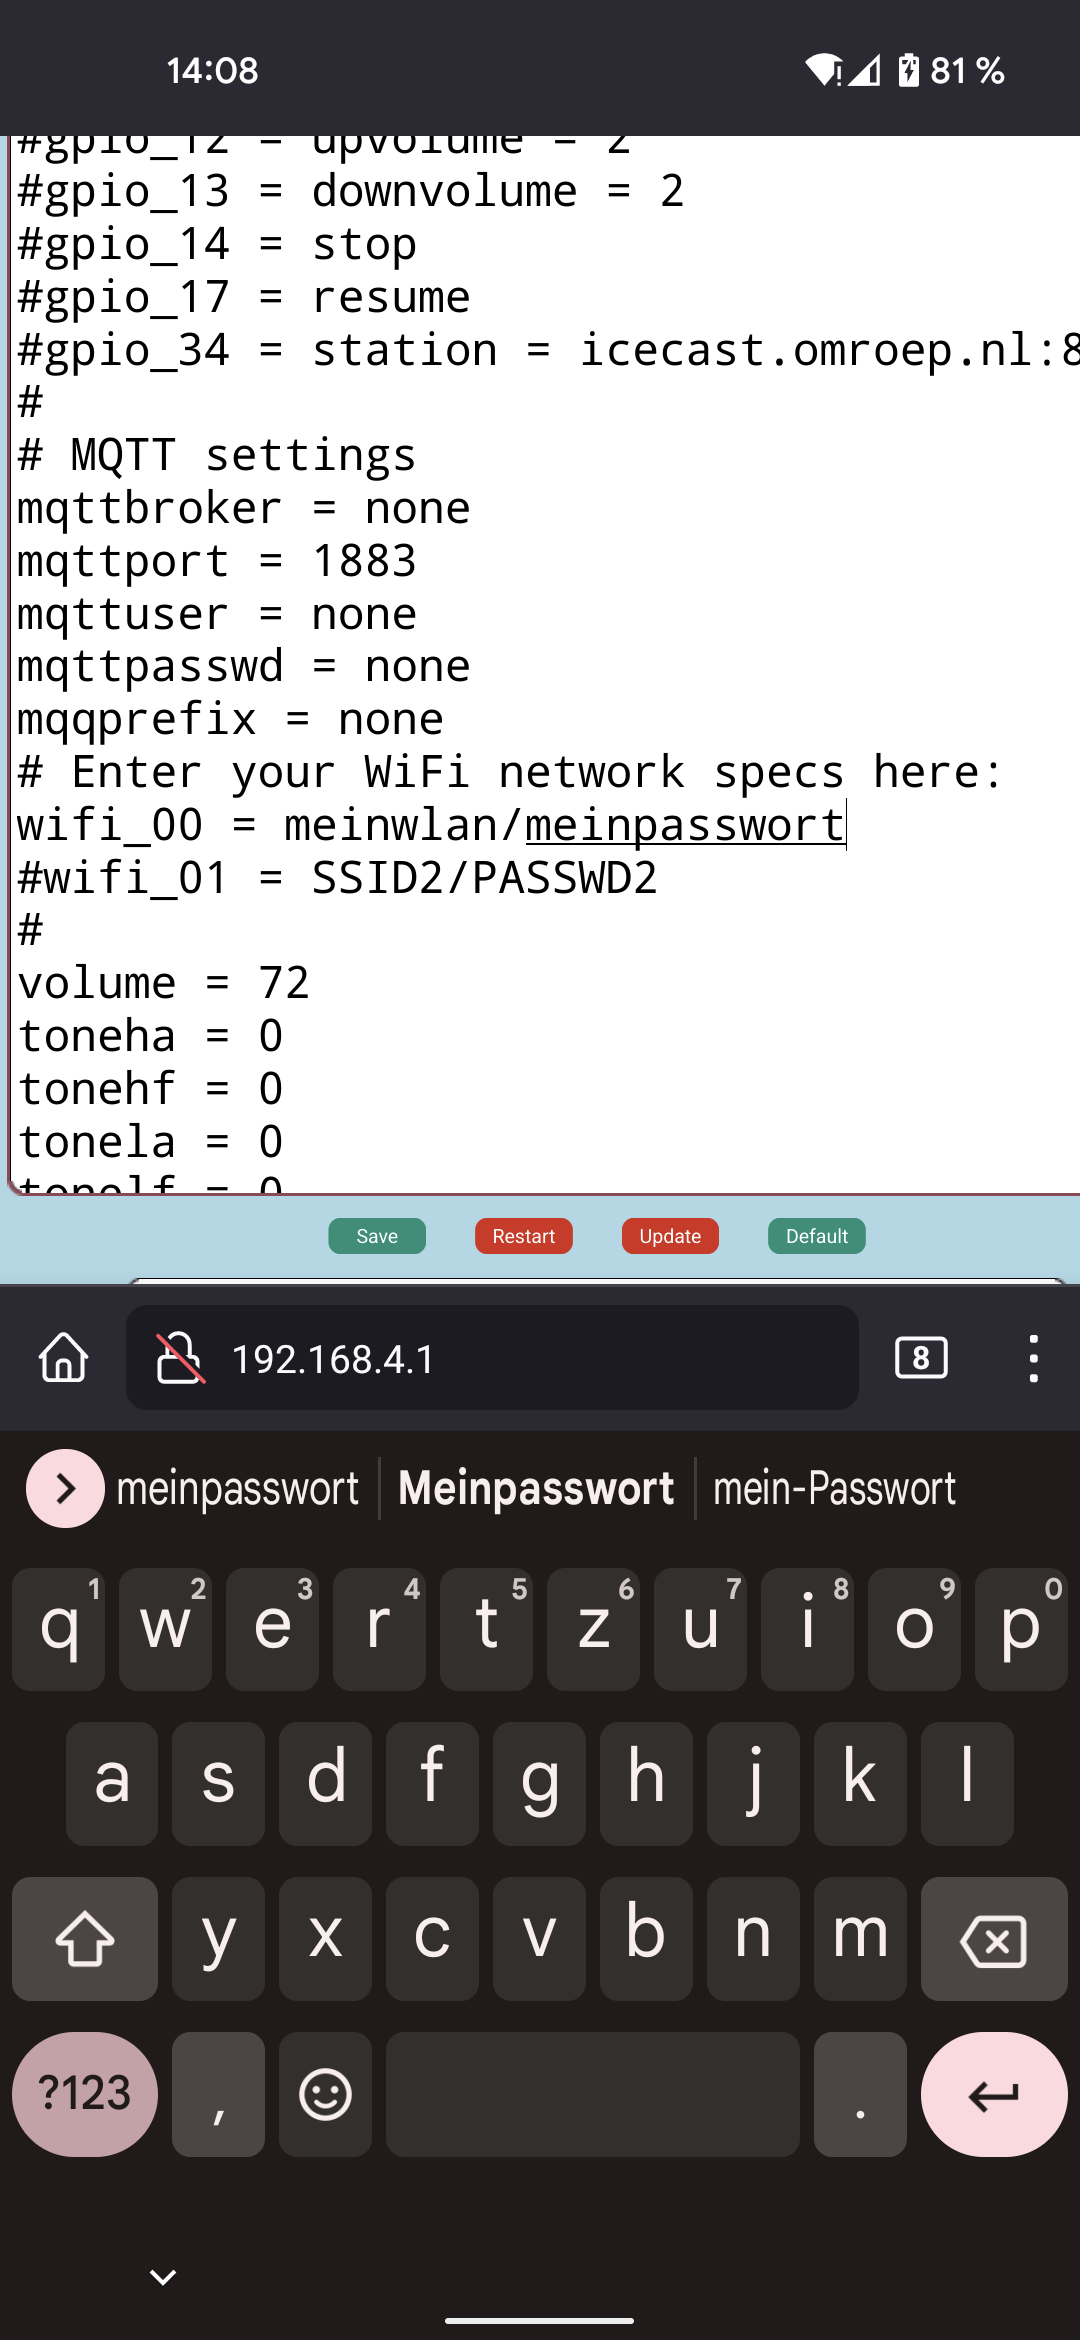 14:08 81 %
#gpio_12 = upvolume = 2
#gpio_13 = downvolume = 2
#gpio_14 = stop
#gpio_17 = resume
#gpio_34 = station = icecast.omroep.nl:8
#
# MQTT settings
mqttbroker = none
mqttport = 1883
mqttuser = none
mqttpasswd = none
mqqprefix = none
# Enter your WiFi network specs here:
wifi_00 = meinwlan/meinpasswort
#wifi_01 = SSID2/PASSWD2
#
volume = 72
toneha = 0
tonehf = 0
tonela = 0
tonelf = 0
Save Restart Update Default
192.168.4.1 8
meinpasswort Meinpasswort mein-Passwort
q 1 w 2 e 3 r 4 t 5 z 6 u 7 i 8 o 9 p 0
a s d f g h j k l
y x c v b n m
?123 , .